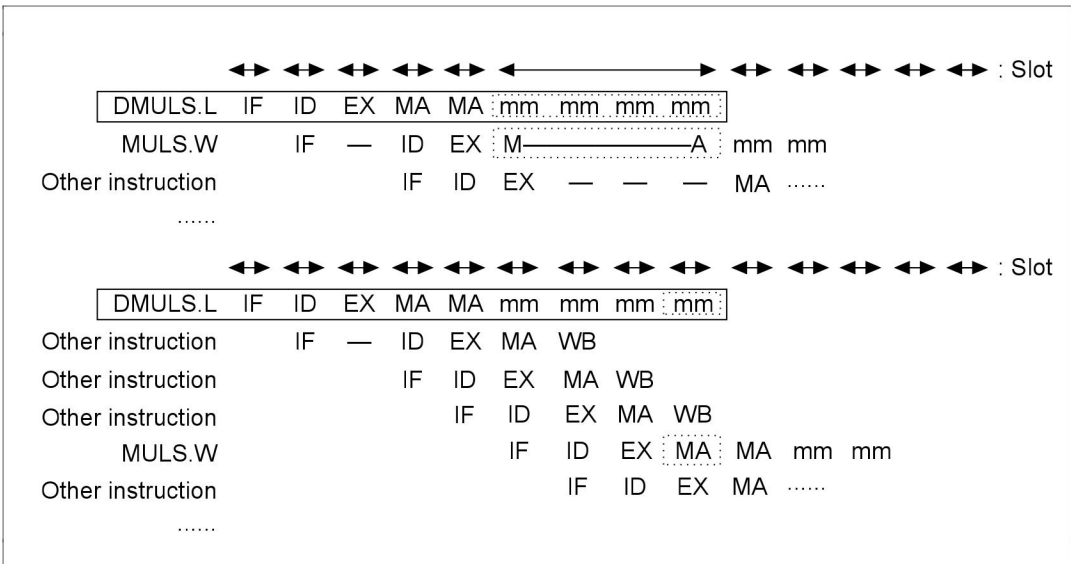 : Slot
DMULS.L IF ID EX MA MA mm mm mm mm
MULS.W IF — ID EX M———A mm mm
Other instruction IF ID EX — — — MA ......
......
: Slot
DMULS.L IF ID EX MA MA mm mm mm mm
Other instruction IF — ID EX MA WB
Other instruction IF ID EX MA WB
Other instruction IF ID EX MA WB
MULS.W IF ID EX MA MA mm mm
Other instruction IF ID EX MA ......
......